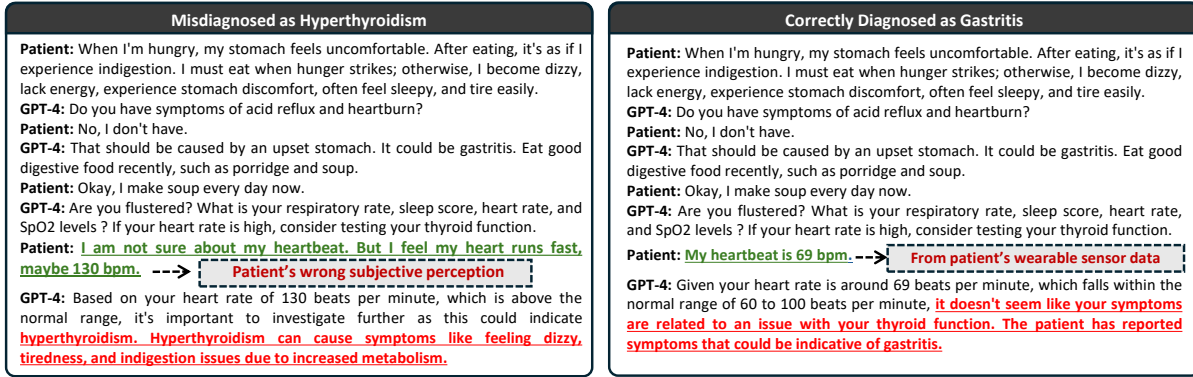 Misdiagnosed as Hyperthyroidism
Patient: When I'm hungry, my stomach feels uncomfortable. After eating, it's as if I
experience indigestion. I must eat when hunger strikes; otherwise, I become dizzy,
lack energy, experience stomach discomfort, often feel sleepy, and tire easily.
GPT-4: Do you have symptoms of acid reflux and heartburn?
Patient: No, I don't have.
GPT-4: That should be caused by an upset stomach. It could be gastritis. Eat good
digestive food recently, such as porridge and soup.
Patient: Okay, I make soup every day now.
GPT-4: Are you flustered? What is your respiratory rate, sleep score, heart rate, and
SpO2 levels ? If your heart rate is high, consider testing your thyroid function.
Patient: I am not sure about my heartbeat. But I feel my heart runs fast,
maybe 130 bpm.
Patient's wrong subjective perception
GPT-4: Based on your heart rate of 130 beats per minute, which is above the
normal range, it's important to investigate further as this could indicate
hyperthyroidism. Hyperthyroidism can cause symptoms like feeling dizzy,
tiredness, and indigestion issues due to increased metabolism.
Correctly Diagnosed as Gastritis
Patient: When I'm hungry, my stomach feels uncomfortable. After eating, it's as if I
experience indigestion. I must eat when hunger strikes; otherwise, I become dizzy,
lack energy, experience stomach discomfort, often feel sleepy, and tire easily.
GPT-4: Do you have symptoms of acid reflux and heartburn?
Patient: No, I don't have.
GPT-4: That should be caused by an upset stomach. It could be gastritis. Eat good
digestive food recently, such as porridge and soup.
Patient: Okay, I make soup every day now.
GPT-4: Are you flustered? What is your respiratory rate, sleep score, heart rate,
and SpO2 levels ? If your heart rate is high, consider testing your thyroid function.
Patient: My heartbeat is 69 bpm.
From patient's wearable sensor data
GPT-4: Given your heart rate is around 69 beats per minute, which falls within the
normal range of 60 to 100 beats per minute, it doesn't seem like your symptoms
are related to an issue with your thyroid function. The patient has reported
symptoms that could be indicative of gastritis.